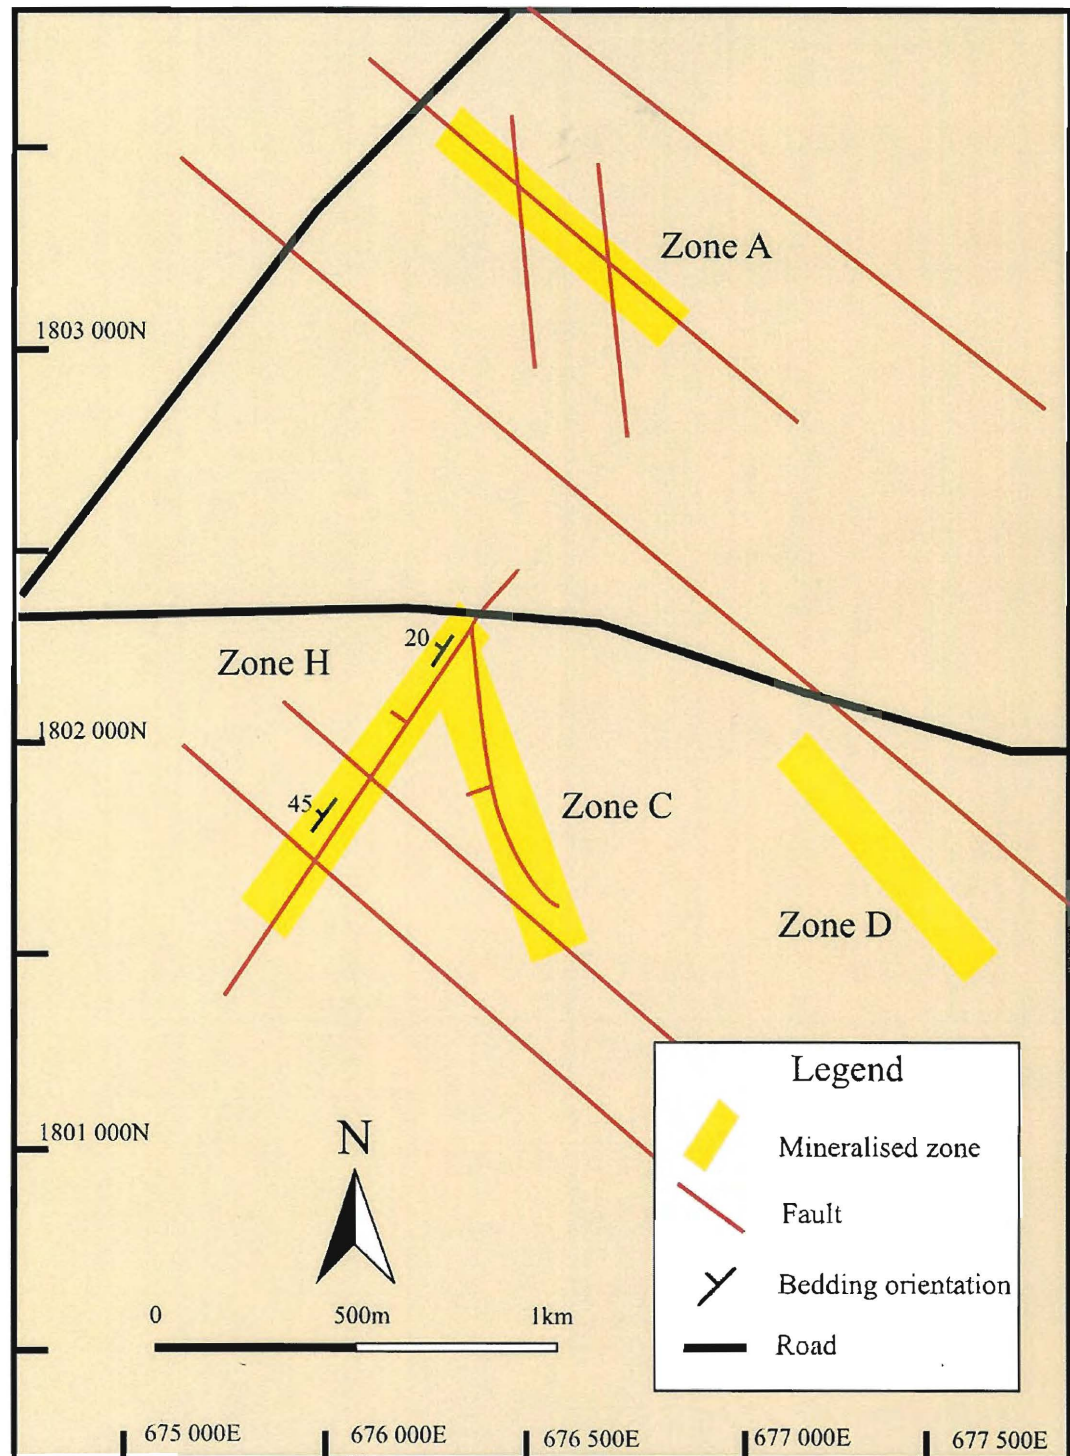 Zone A
1803 000N
20
Zone H
1802 000N
45
Zone C
Zone D
1801 000N
N
0 500m 1km
Legend
Mineralised zone
Fault
Bedding orientation
Road
675 000E 676 000E 676 500E 677 000E 677 500E